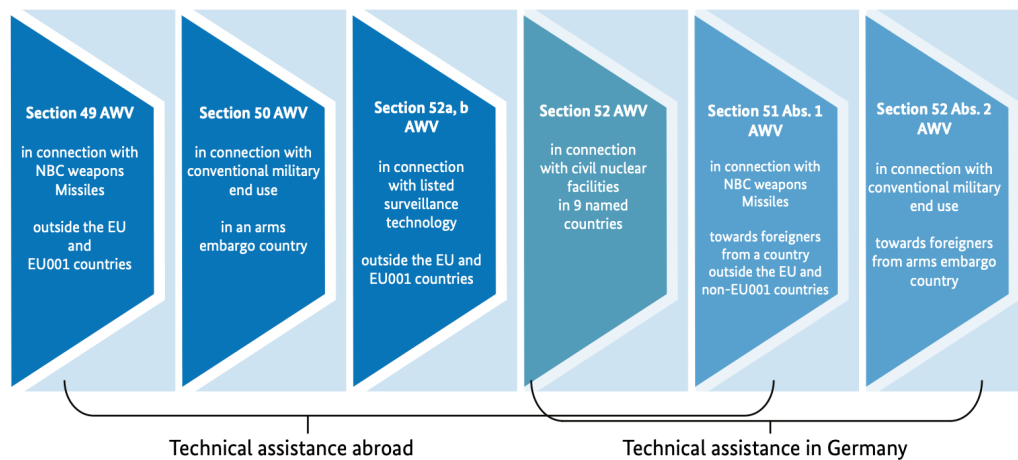 Section 49 AWV
in connection with
NBC weapons
Missiles
outside the EU
and
EU001 countries
Section 50 AWV
in connection with
conventional military
end use
in an arms
embargo country
Section 52a, b
AWV
in connection
with listed
surveillance
technology
outside the EU and
EU001 countries
Section 52 AWV
in connection
with civil nuclear
facilities
in 9 named
countries
Section 51 Abs. 1
AWV
in connection with
NBC weapons
Missiles
towards foreigners
from a country
outside the EU and
non-EU001 countries
Section 52 Abs. 2
AWV
in connection with
conventional military
end use
towards foreigners
from arms embargo
country
Technical assistance abroad
Technical assistance in Germany